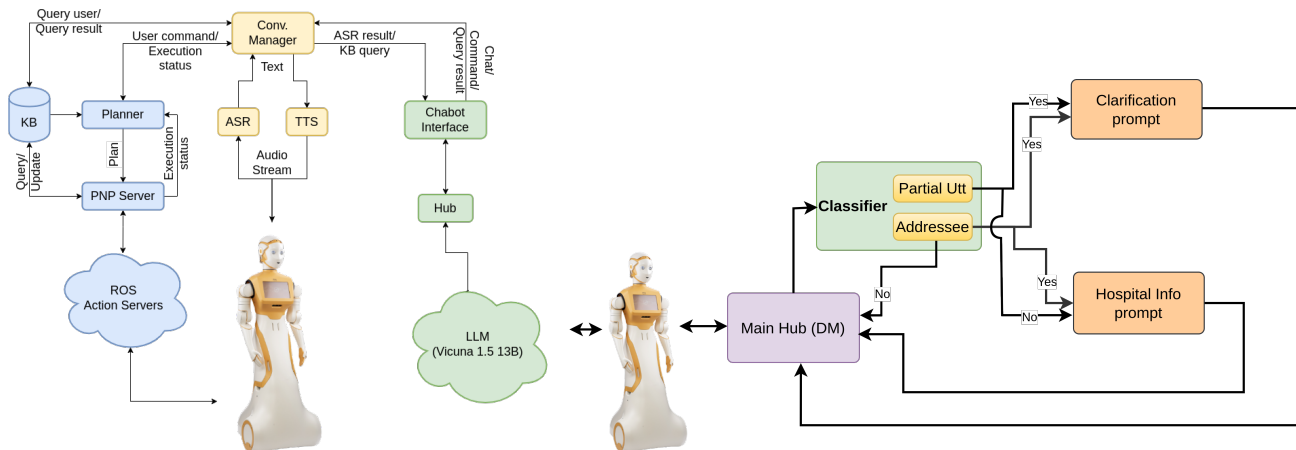 Query user/
Query result
Conv.
Manager
User command/
Execution
status
ASR result/
KB query
Chat/
Command/
Query result
Text
KB
Planner
ASR
TTS
Chabot
Interface
Plan
Execution
status
Audio
Stream
Query/
Update
PNP Server
Hub
ROS
Action Servers
LLM
(Vicuna 1.5 13B)
Clarification
prompt
Yes
Yes
Partial Utt
Classifier
Addressee
Yes
No
Hospital Info
prompt
No
Main Hub (DM)